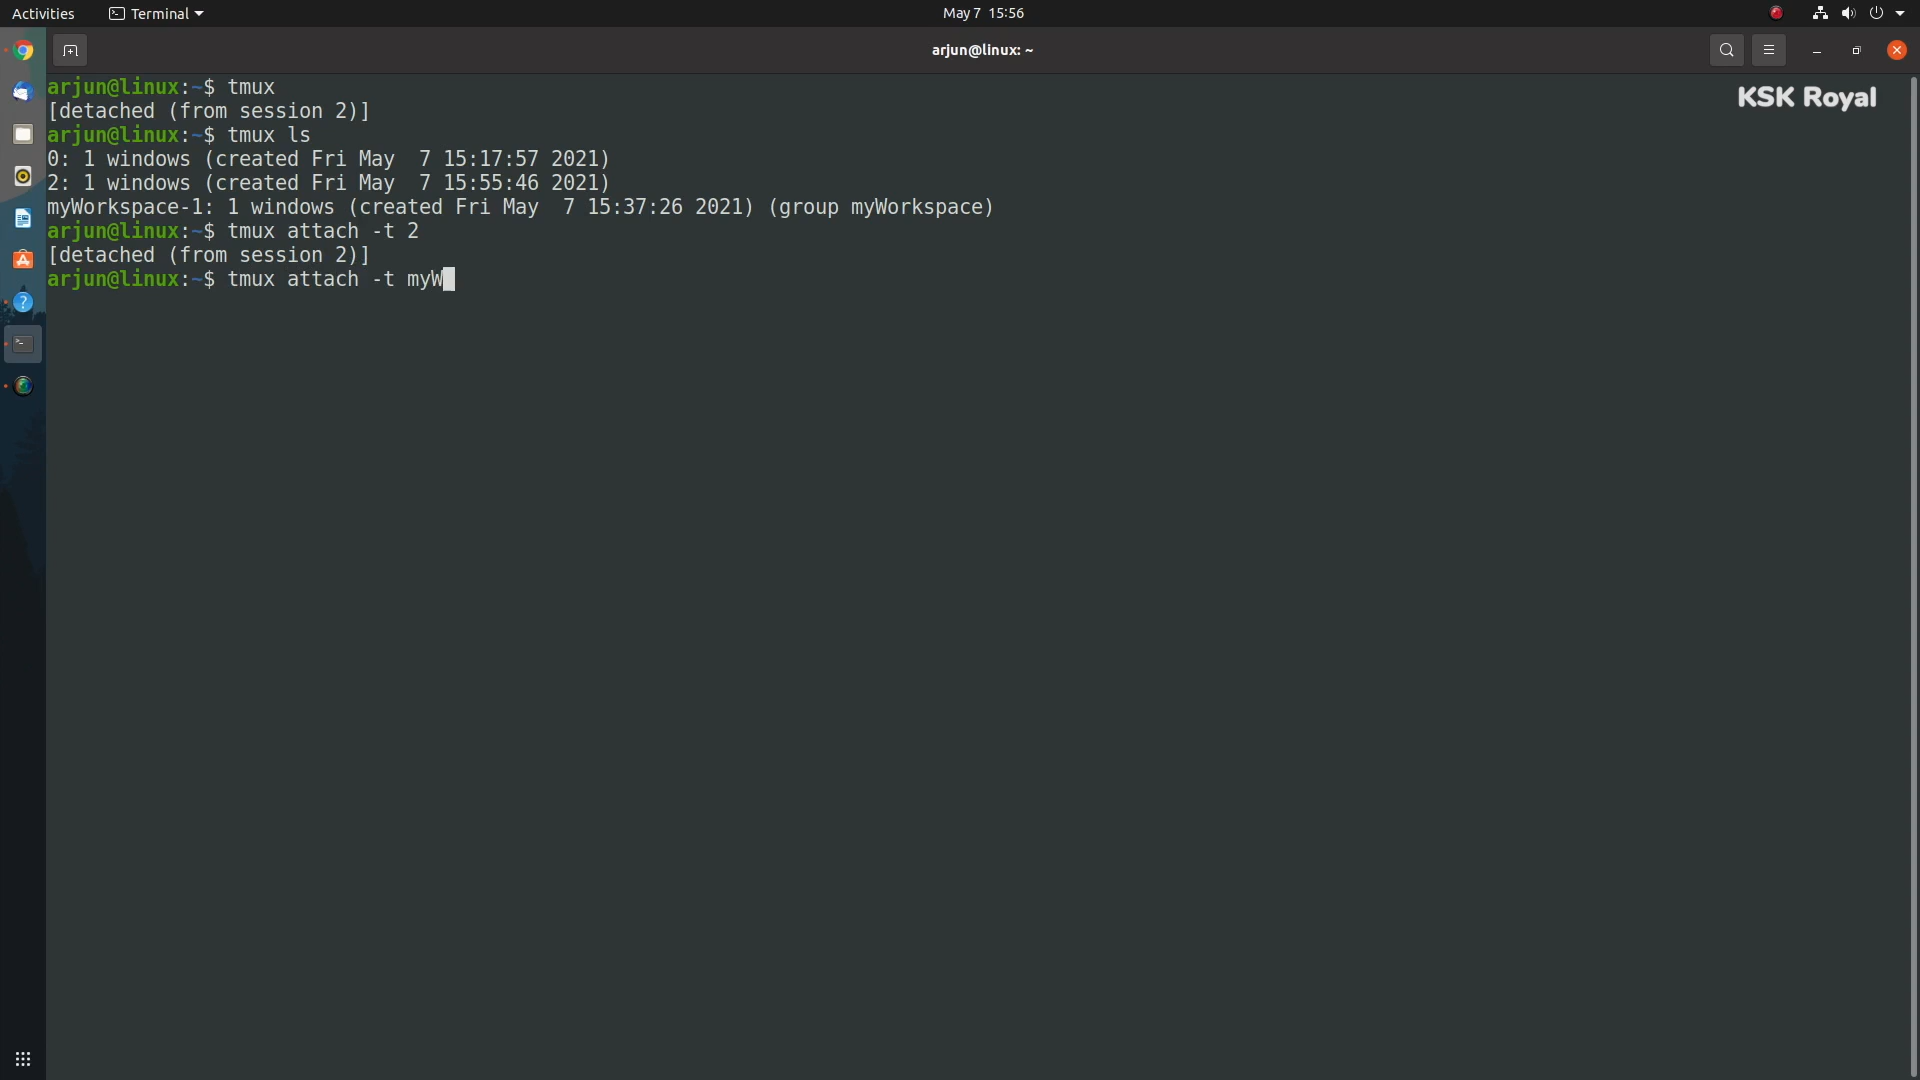 Activities Terminal May 7 15:56
arjun@linux: ~
KSK Royal
arjun@linux:~$ tmux
[detached (from session 2)]
arjun@linux:~$ tmux ls
0: 1 windows (created Fri May  7 15:17:57 2021)
2: 1 windows (created Fri May  7 15:55:46 2021)
myWorkspace-1: 1 windows (created Fri May  7 15:37:26 2021) (group myWorkspace)
arjun@linux:~$ tmux attach -t 2
[detached (from session 2)]
arjun@linux:~$ tmux attach -t myW